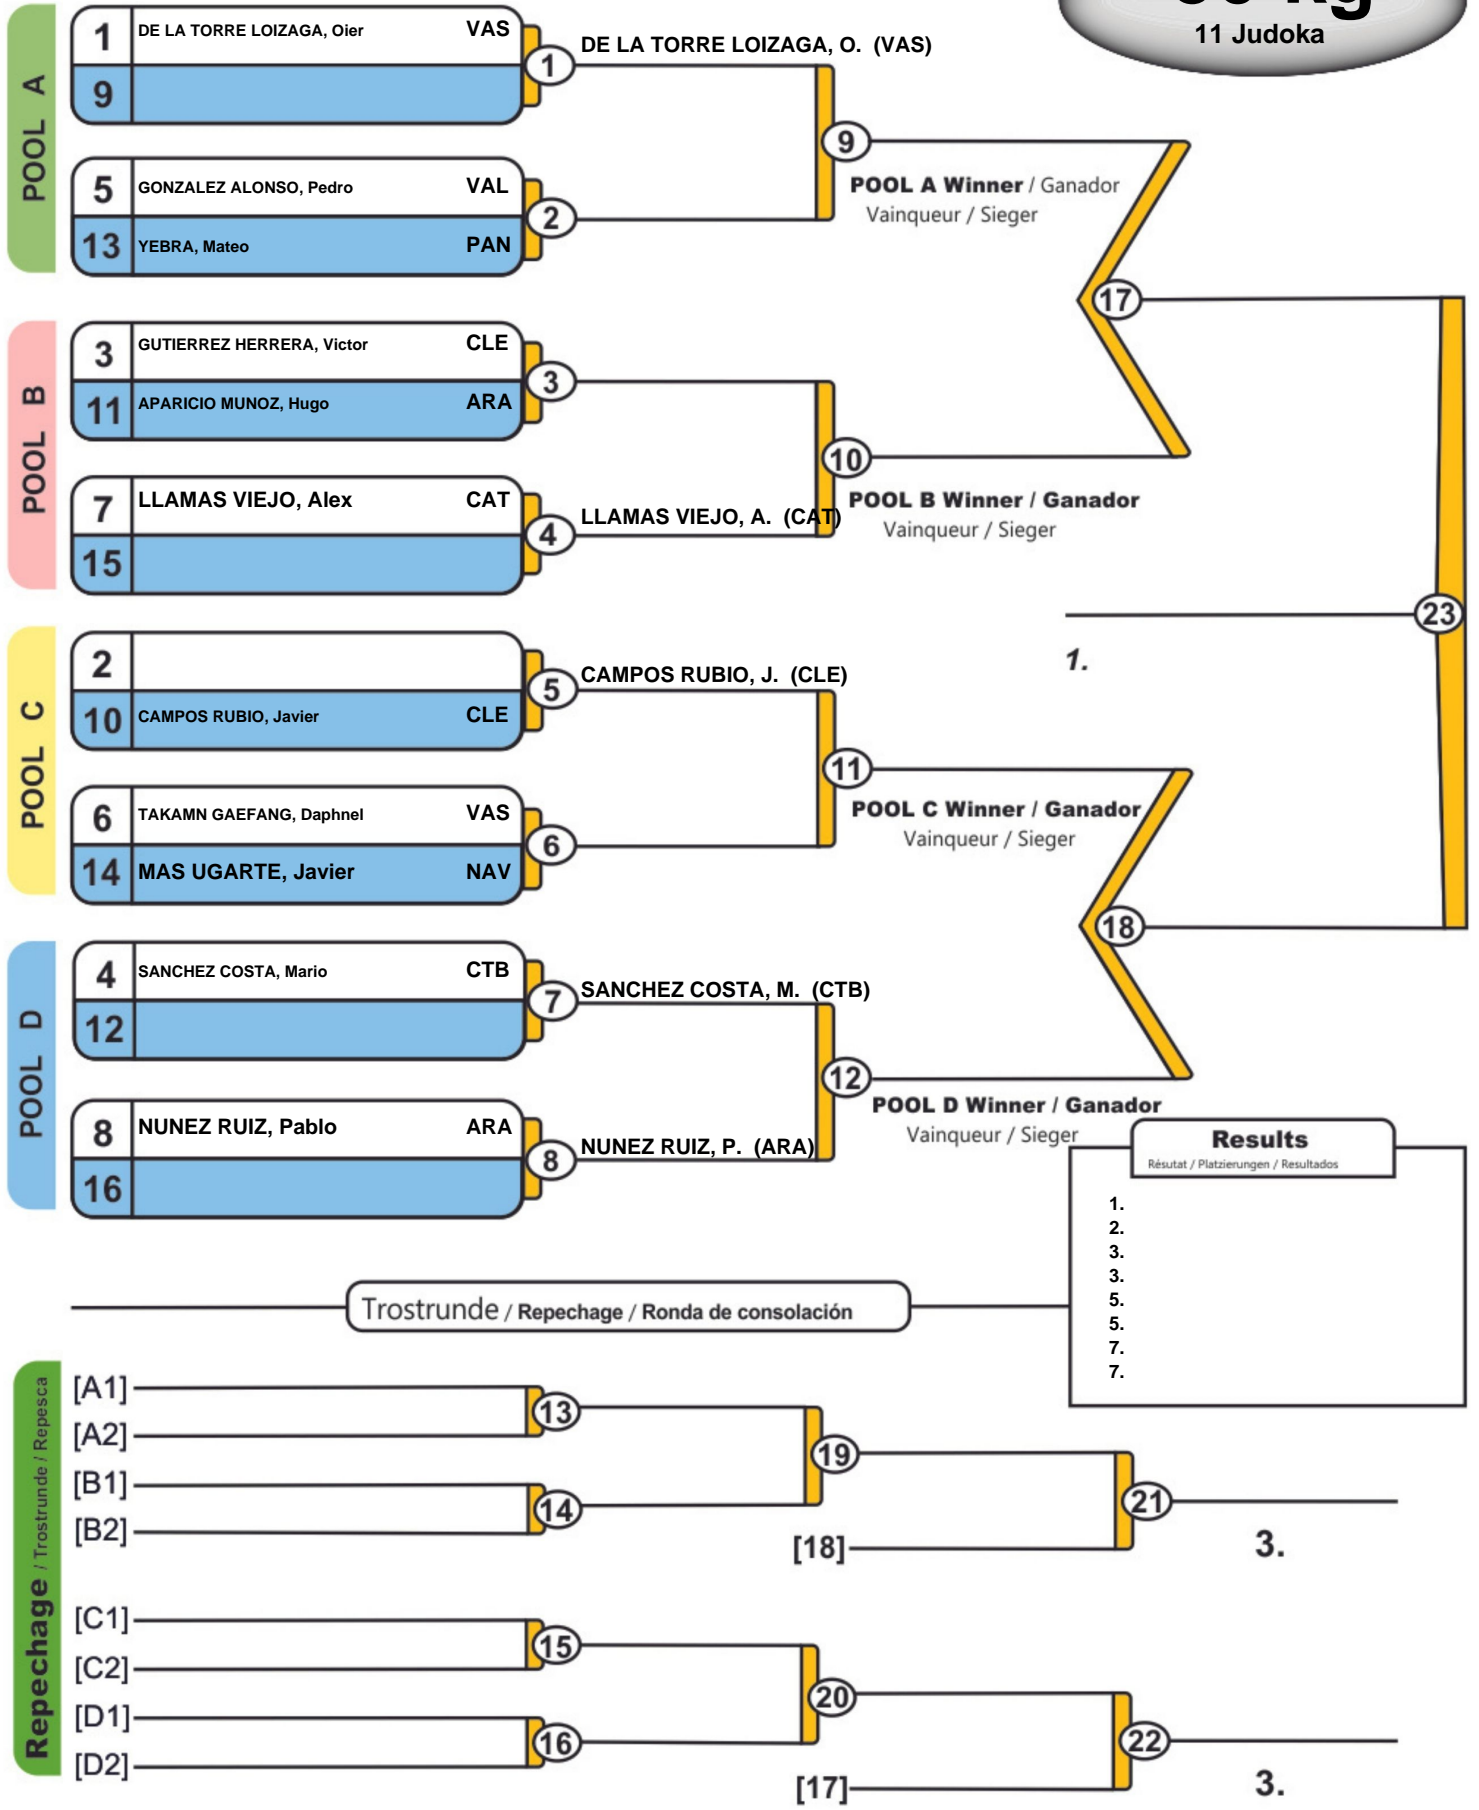 11 Judoka
POOL A
1 DE LA TORRE LOIZAGA, Oier VAS
9
1
DE LA TORRE LOIZAGA, O. (VAS)
5 GONZALEZ ALONSO, Pedro VAL
13 YEBRA, Mateo PAN
2
9
POOL A Winner / Ganador
Vainqueur / Sieger
POOL B
3 GUTIERREZ HERRERA, Victor CLE
11 APARICIO MUNOZ, Hugo ARA
3
7 LLAMAS VIEJO, Alex CAT
15
4
LLAMAS VIEJO, A. (CAT)
10
POOL B Winner / Ganador
Vainqueur / Sieger
17
POOL C
2
10 CAMPOS RUBIO, Javier CLE
5
CAMPOS RUBIO, J. (CLE)
6 TAKAMN GAEFANG, Daphnel VAS
14 MAS UGARTE, Javier NAV
6
11
POOL C Winner / Ganador
Vainqueur / Sieger
23
1.
POOL D
4 SANCHEZ COSTA, Mario CTB
12
7
SANCHEZ COSTA, M. (CTB)
8 NUNEZ RUIZ, Pablo ARA
16
8
NUNEZ RUIZ, P. (ARA)
12
POOL D Winner / Ganador
Vainqueur / Sieger
18
Results
Résutat / Platzierungen / Resultados
1.
2.
3.
3.
5.
5.
7.
7.
Trostrunde / Repechage / Ronda de consolación
Repechage / Trostrunde / Repesca
[A1]
[A2]
13
[B1]
[B2]
14
19
[18]
21
3.
[C1]
[C2]
15
[D1]
[D2]
16
20
[17]
22
3.